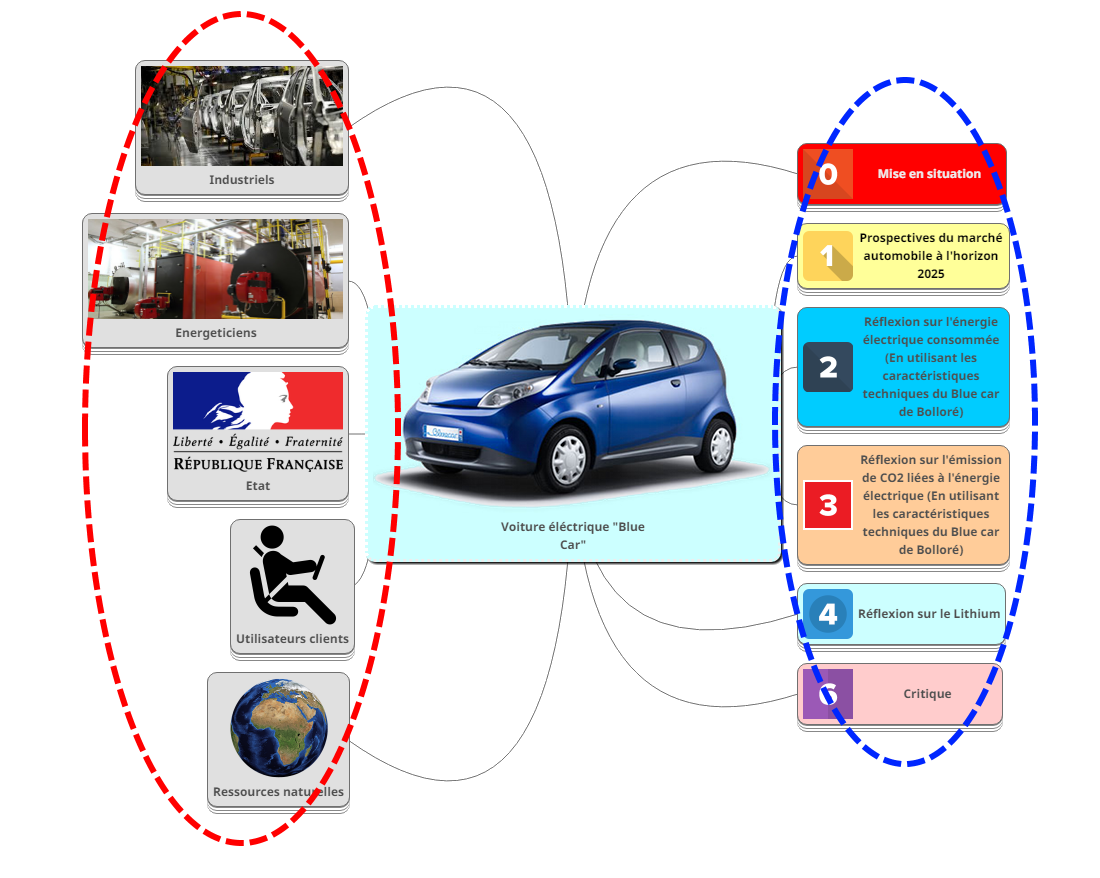 Industriels
Energeticiens
Liberté • Égalité • Fraternité
RÉPUBLIQUE FRANÇAISE
Etat
Utilisateurs clients
Ressources naturelles
Bluecar
Voiture éléctrique "Blue
Car"
0
Mise en situation
1
Prospectives du marché
automobile à l'horizon
2025
2
Réflexion sur l'énergie
électrique consommée
(En utilisant les
caractéristiques
techniques du Blue car
de Bolloré)
3
Réflexion sur l'émission
de CO2 liées à l'énergie
électrique (En utilisant
les caractéristiques
techniques du Blue car
de Bolloré)
4
Réflexion sur le Lithium
6
Critique